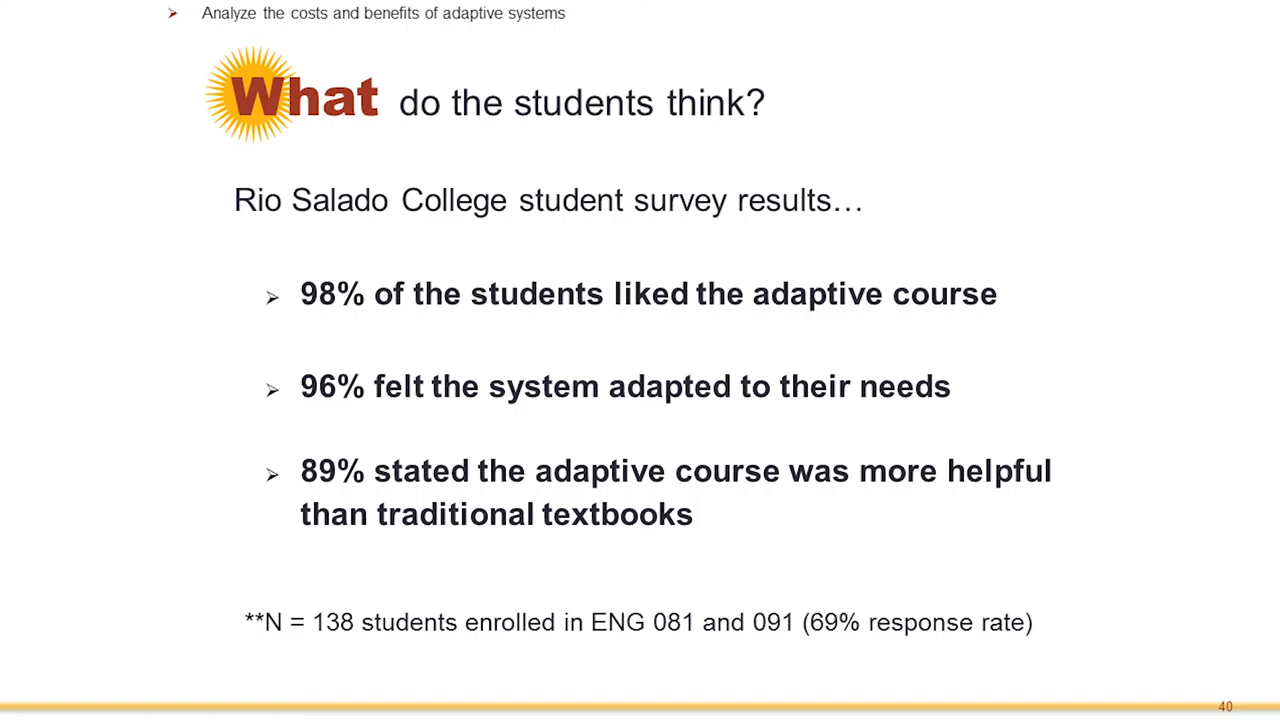 ➢ Analyze the costs and benefits of adaptive systems
What do the students think?
Rio Salado College student survey results…
➢ 98% of the students liked the adaptive course
➢ 96% felt the system adapted to their needs
➢ 89% stated the adaptive course was more helpful
than traditional textbooks
**N = 138 students enrolled in ENG 081 and 091 (69% response rate)
40